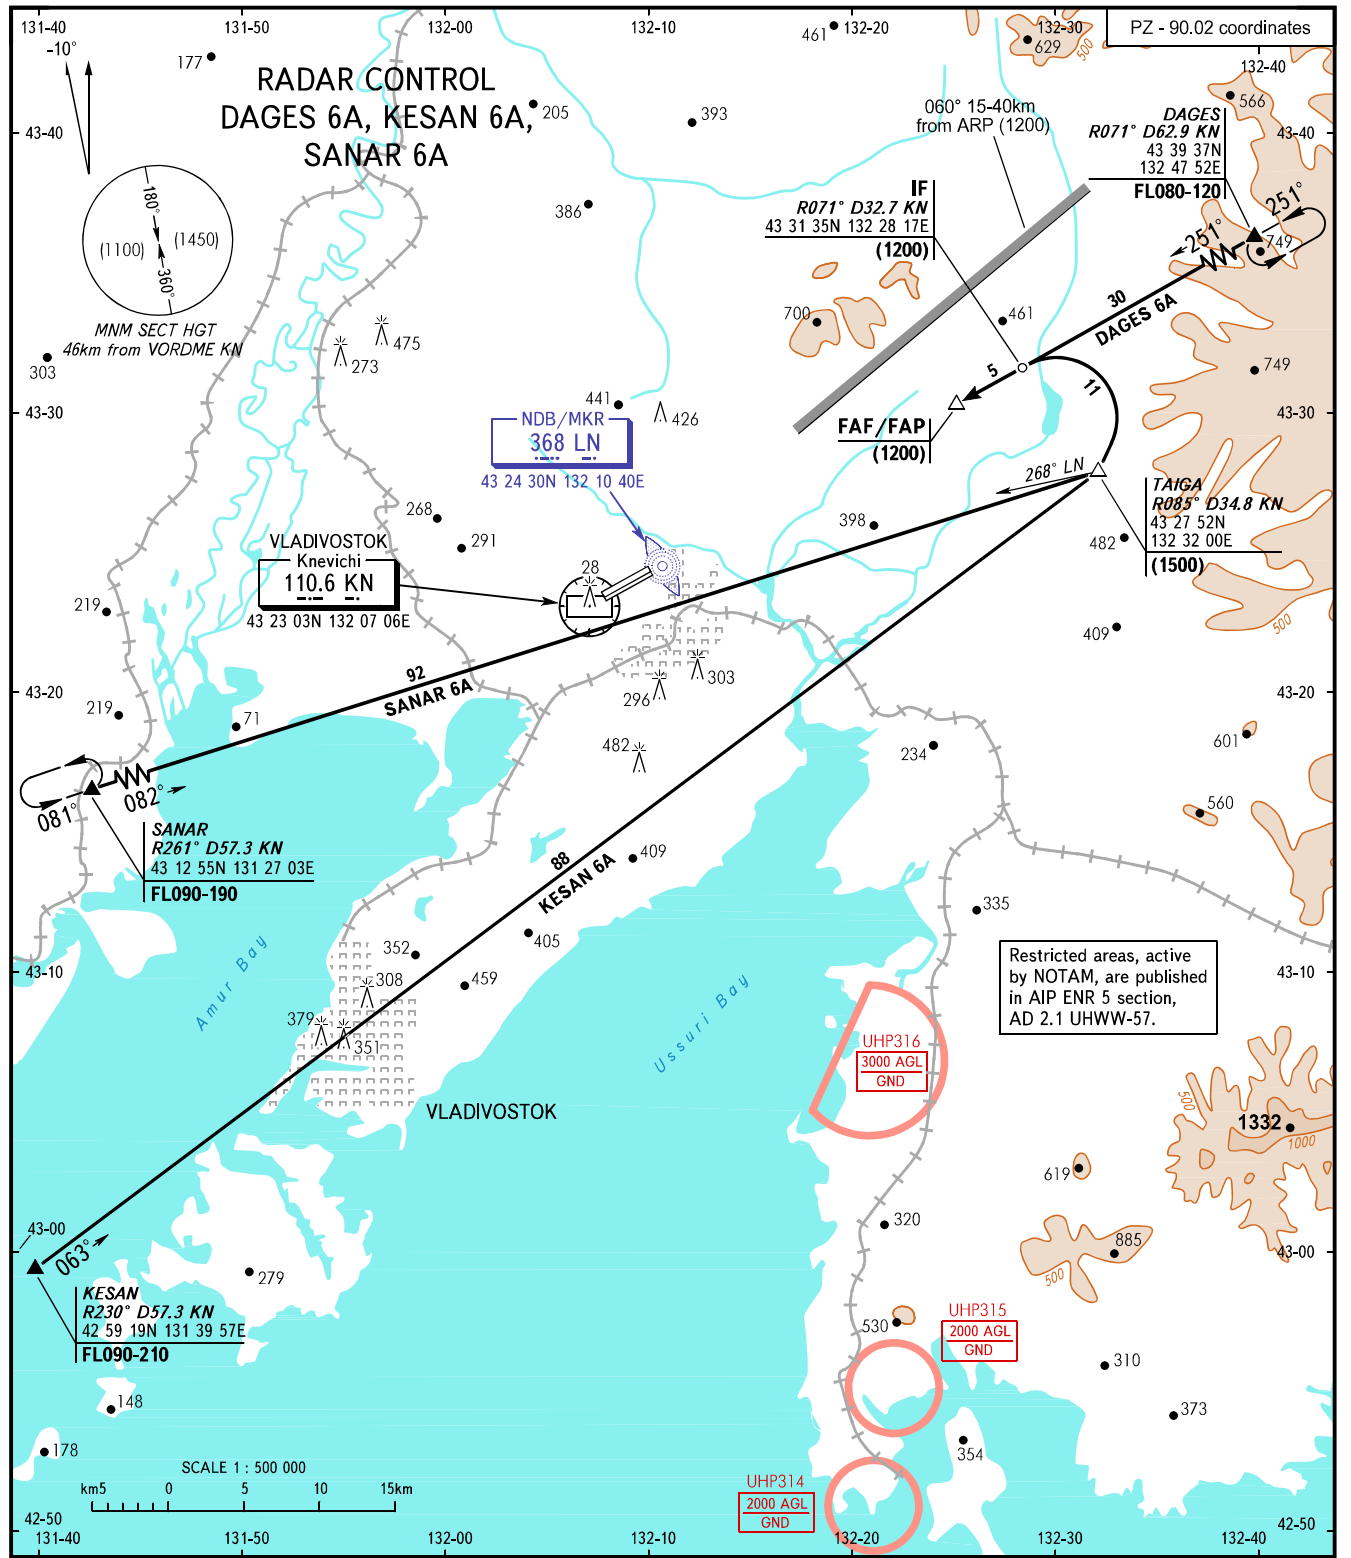 131-40
131-50
132-00
132-10
132-20
132-30
PZ - 90.02 coordinates
-10°
177
461
629
500
132-40
RADAR CONTROL
DAGES 6A, KESAN 6A,
SANAR 6A
205
393
060° 15-40km
from ARP (1200)
566
43-40
43-40
DAGES
R071° D62.9 KN
43 39 37N
132 47 52E
FL080-120
180°
(1100)
(1450)
360°
MNM SECT HGT
46km from VORDME KN
386
IF
R071° D32.7 KN
43 31 35N 132 28 17E
(1200)
251°
251°
749
30
DAGES 6A
700
461
475
273
303
5
11
749
43-30
43-30
441
426
NDB/MKR
368 LN
43 24 30N 132 10 40E
FAF/FAP
(1200)
268° LN
TAIGA
R085° D34.8 KN
43 27 52N
132 32 00E
(1500)
268
291
398
482
VLADIVOSTOK
Knevichi
110.6 KN
43 23 03N 132 07 06E
28
219
409
500
303
296
43-20
43-20
92
SANAR 6A
219
71
482
234
601
081°
082°
560
SANAR
R261° D57.3 KN
43 12 55N 131 27 03E
FL090-190
88
KESAN 6A
409
405
335
352
459
308
379
351
Amur Bay
Ussuri Bay
43-10
43-10
Restricted areas, active
by NOTAM, are published
in AIP ENR 5 section,
AD 2.1 UHWW-57.
UHP316
3000 AGL
GND
VLADIVOSTOK
500
1332
1000
619
43-00
43-00
320
885
500
063°
279
KESAN
R230° D57.3 KN
42 59 19N 131 39 57E
FL090-210
530
UHP315
2000 AGL
GND
310
148
373
178
354
SCALE 1 : 500 000
km5
0
5
10
15km
UHP314
2000 AGL
GND
42-50
42-50
131-40
131-50
132-00
132-10
132-20
132-30
132-40